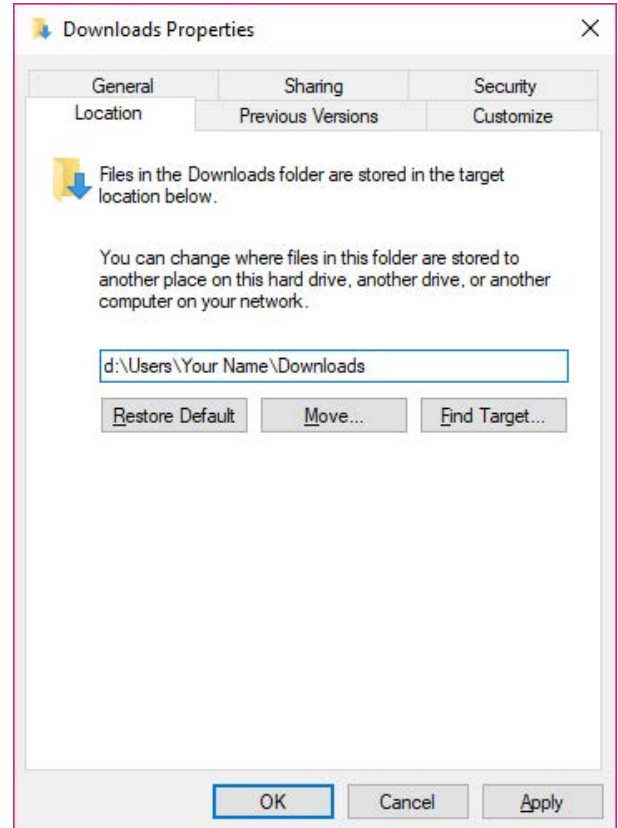 Downloads Properties
General
Sharing
Security
Location
Previous Versions
Customize
Files in the Downloads folder are stored in the target
location below.
You can change where files in this folder are stored to
another place on this hard drive, another drive, or another
computer on your network.
d:\Users\Your Name\Downloads
Restore Default
Move...
Find Target...
OK
Cancel
Apply